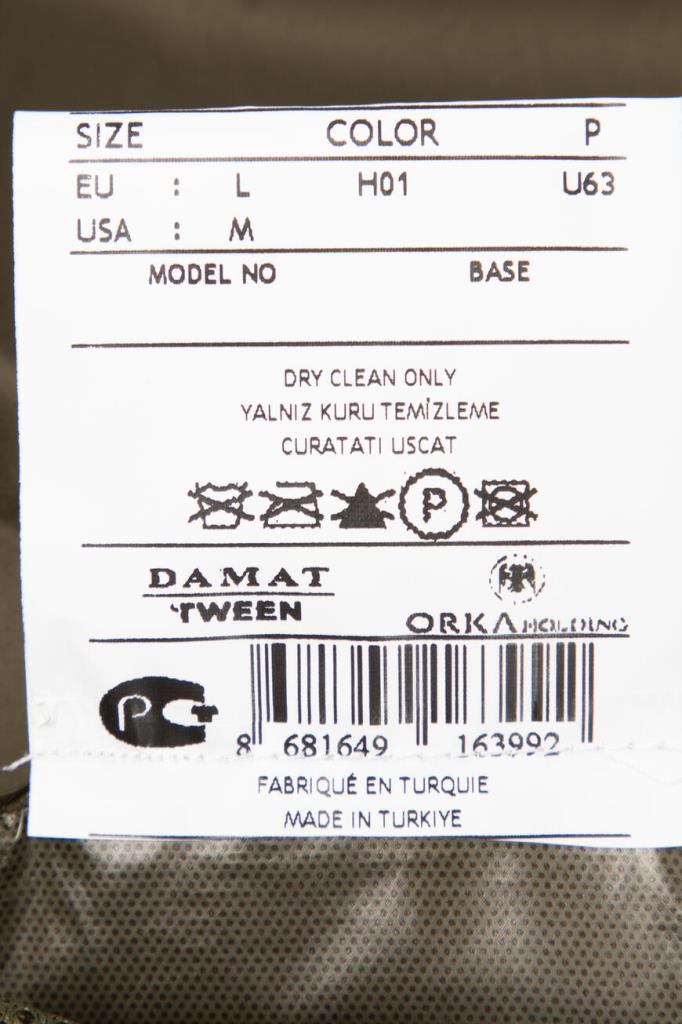 SIZE COLOR P
EU : L H01 U63
USA : M
MODEL NO BASE
DRY CLEAN ONLY
YALNIZ KURU TEMİZLEME
CURATATI USCAT
P
DAMAT
'TWEEN
ORKA HOLDING
8 681649 163992
FABRIQUÉ EN TURQUIE
MADE IN TURKIYE